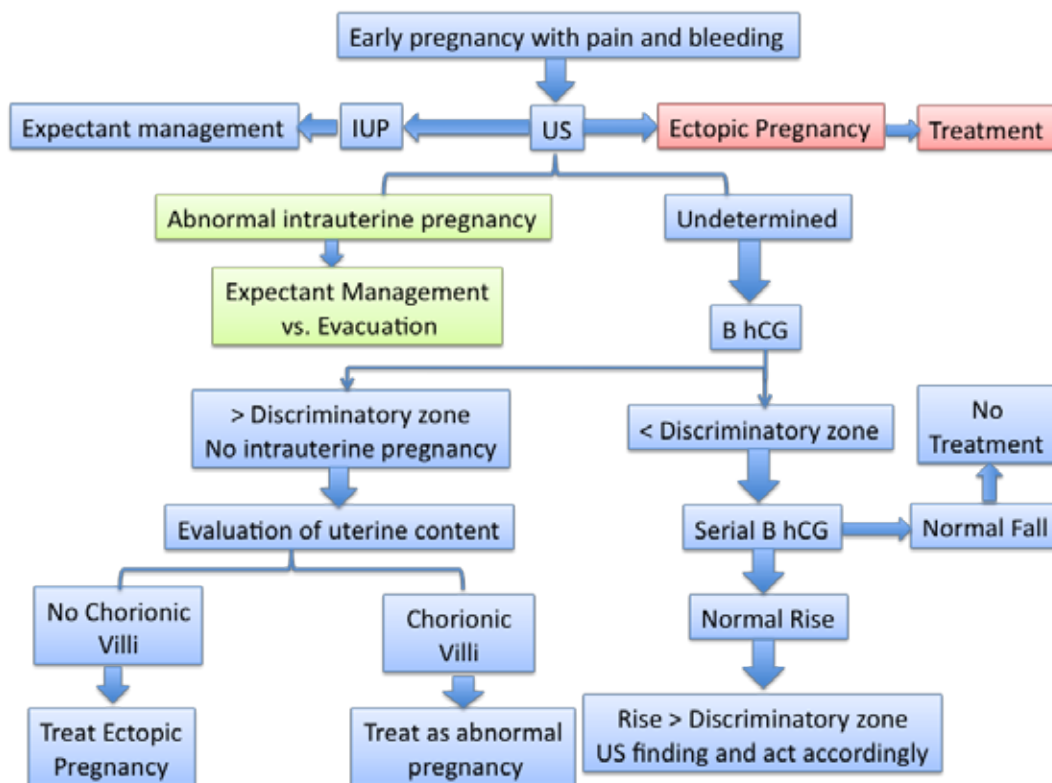 Early pregnancy with pain and bleeding
Expectant management
IUP
US
Ectopic Pregnancy
Treatment
Abnormal intrauterine pregnancy
Undetermined
Expectant Management
vs. Evacuation
B hCG
> Discriminatory zone
No intrauterine pregnancy
< Discriminatory zone
No
Treatment
Evaluation of uterine content
Serial B hCG
Normal Fall
No Chorionic
Villi
Chorionic
Villi
Normal Rise
Treat Ectopic
Pregnancy
Treat as abnormal
pregnancy
Rise > Discriminatory zone
US finding and act accordingly